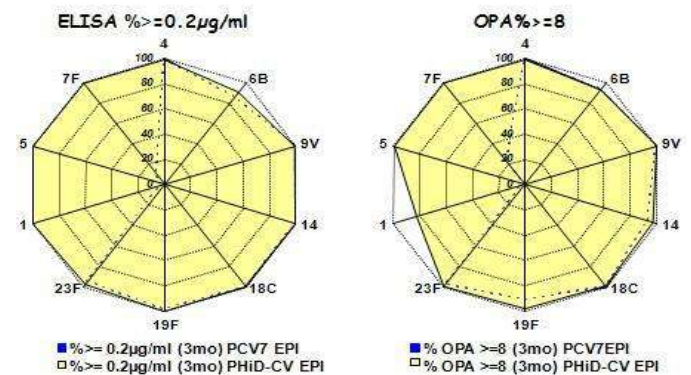 ELISA %>=0.2µg/ml
4
6B
9V
14
18C
19F
23F
1
5
7F
100
80
60
40
20
0
%>= 0.2µg/ml (3mo) PCV7 EPI
%>= 0.2µg/ml (3mo) PHiD-CV EPI
OPA%>=8
4
6B
9V
14
18C
19F
23F
1
5
7F
100
80
60
40
20
0
% OPA >=8 (3mo) PCV7EPI
% OPA >=8 (3mo) PHiD-CV EPI